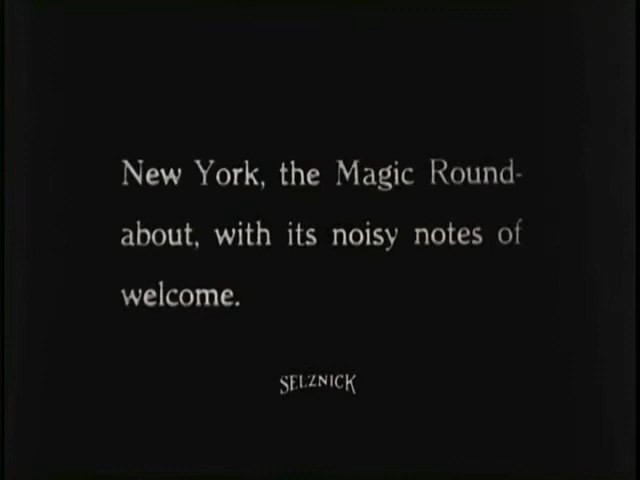 New York, the Magic Round-
about, with its noisy notes of
welcome.
SELZNICK